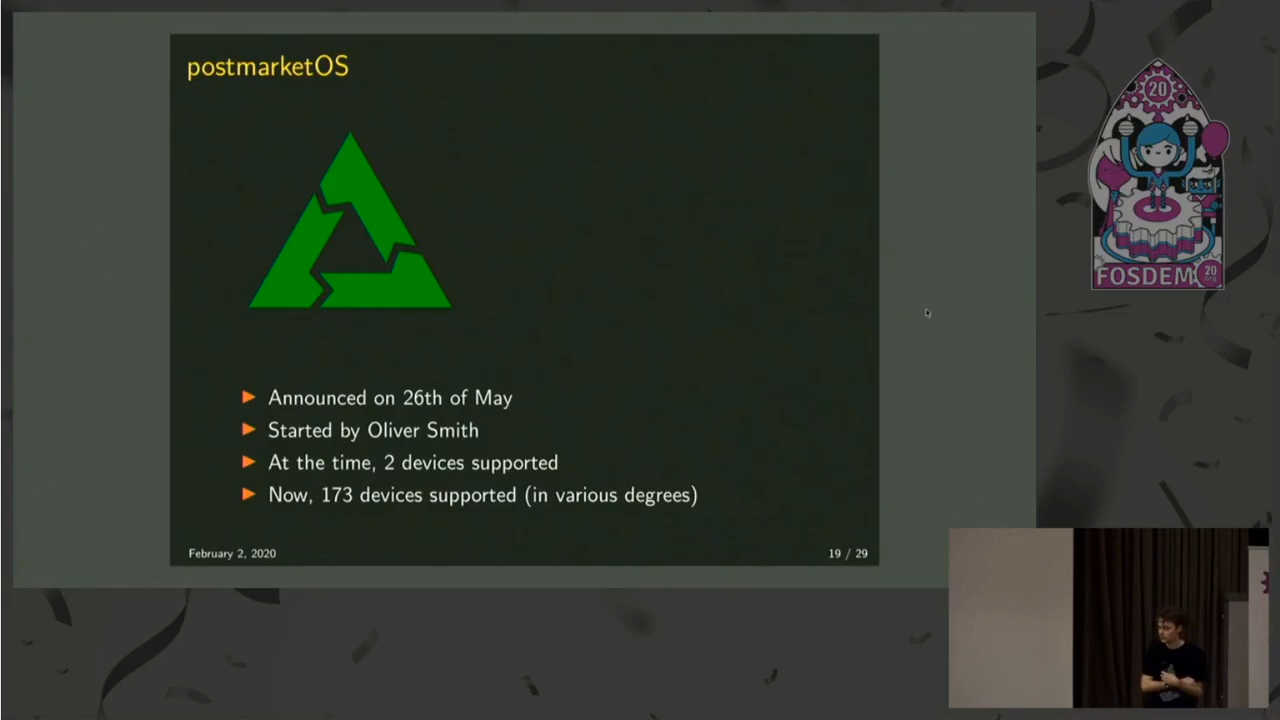 postmarketOS
Announced on 26th of May
Started by Oliver Smith
At the time, 2 devices supported
Now, 173 devices supported (in various degrees)
February 2, 2020
19 / 29
20
FOSDEM
20